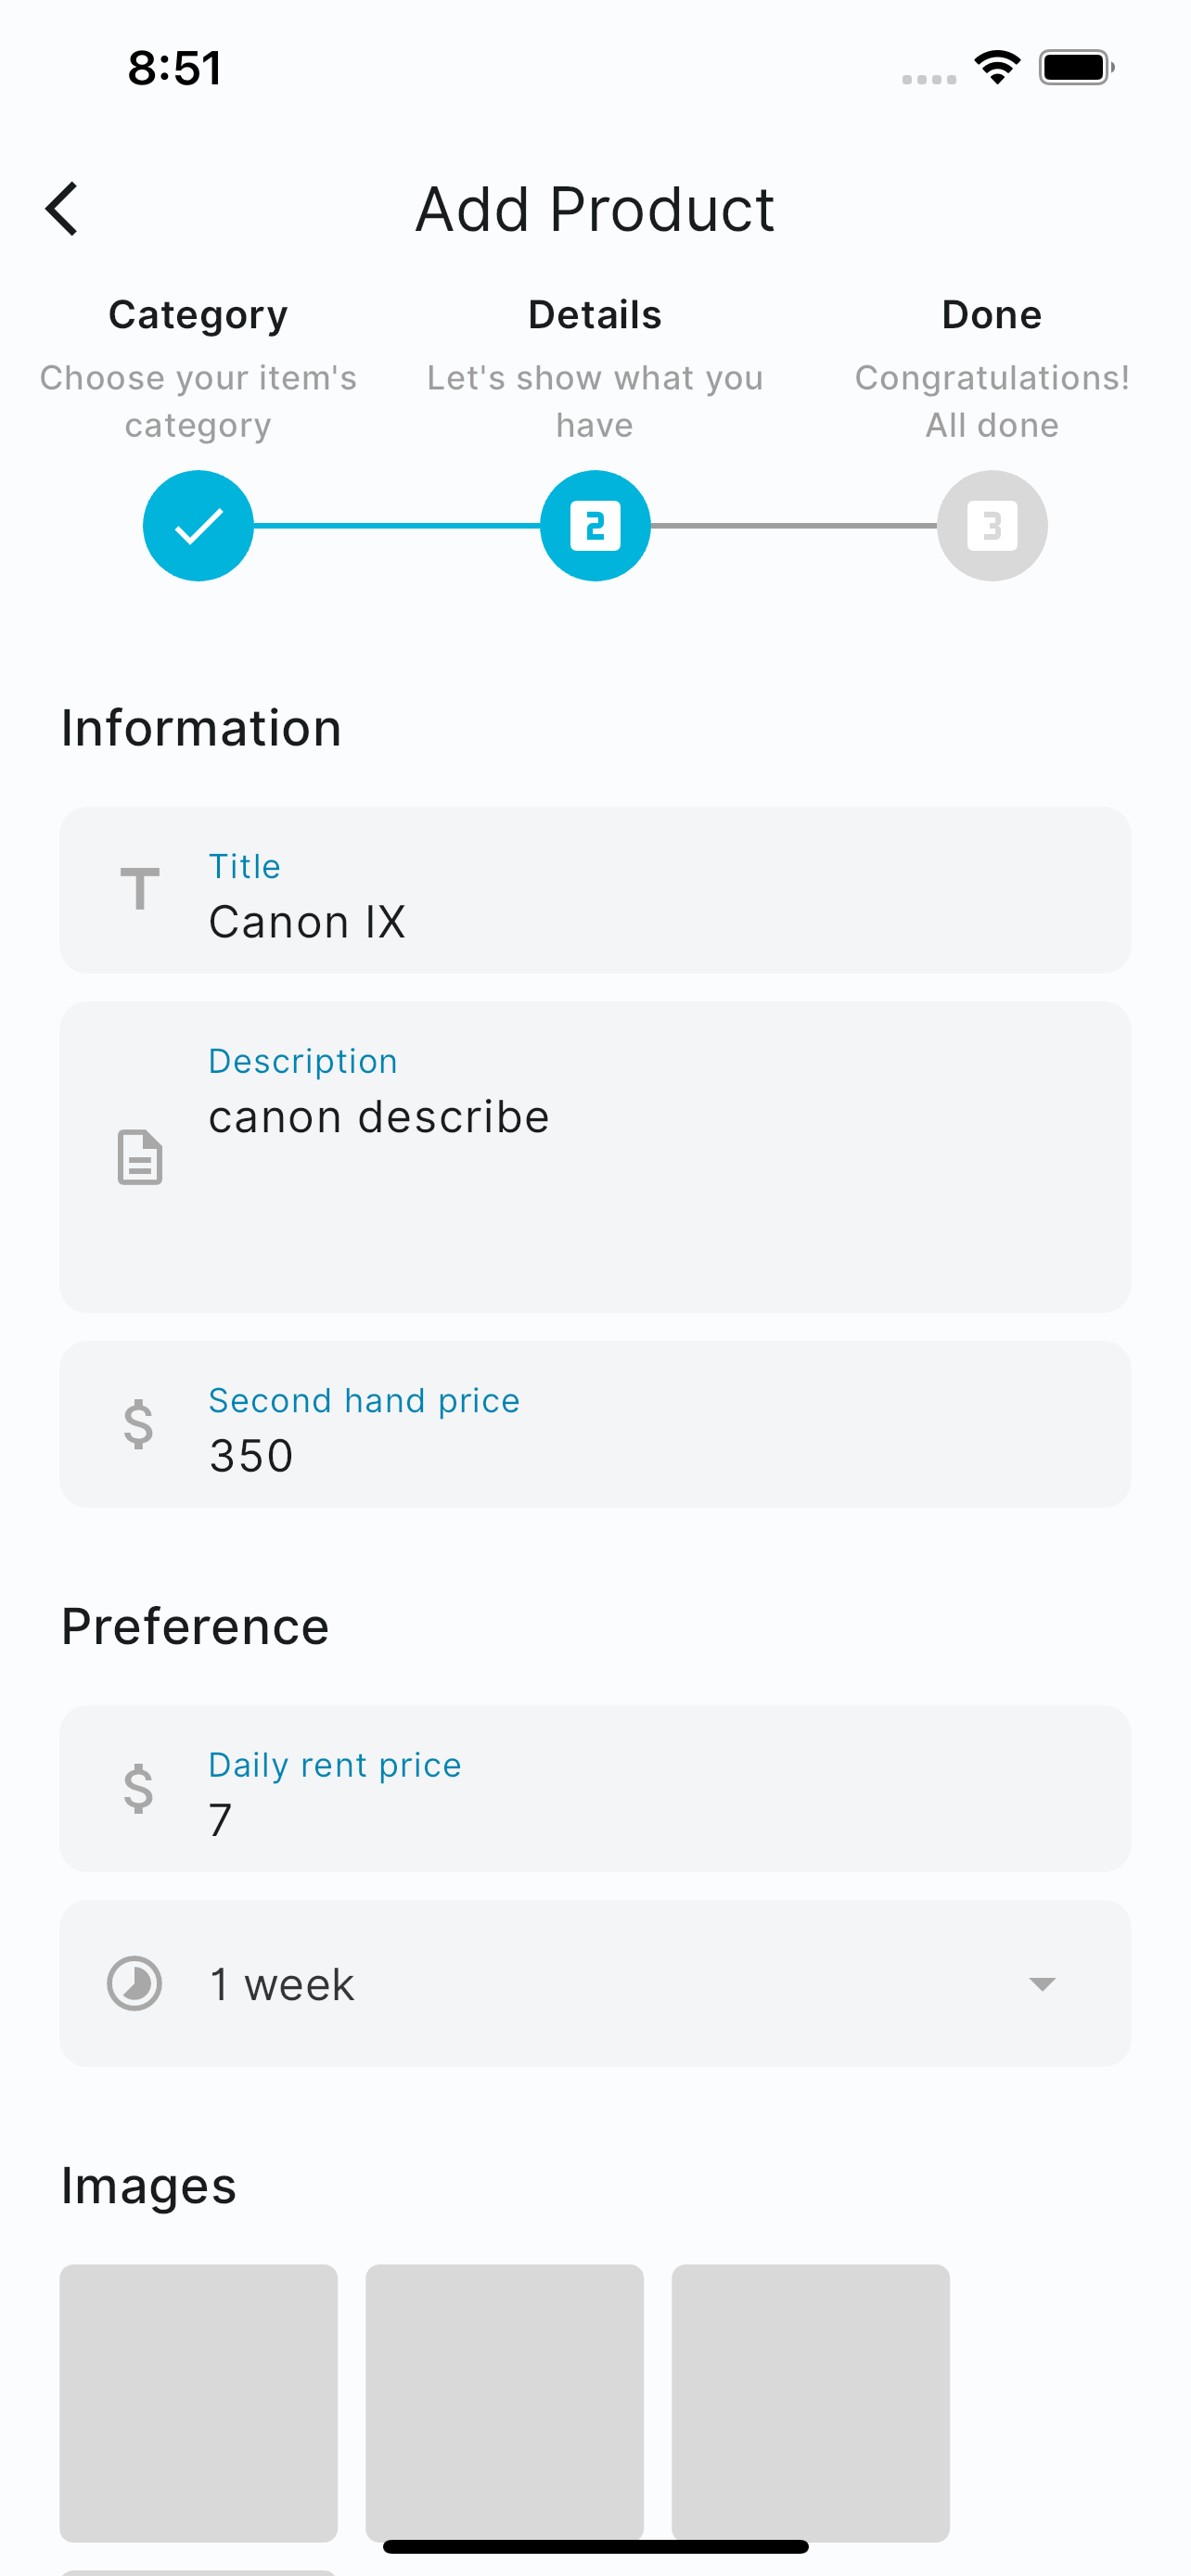 8:51
Add Product
Category
Details
Done
Choose your item's
category
Let's show what you
have
Congratulations!
All done
2
3
Information
Title
Canon IX
Description
canon describe
Second hand price
$
350
Preference
Daily rent price
$
7
1 week
Images